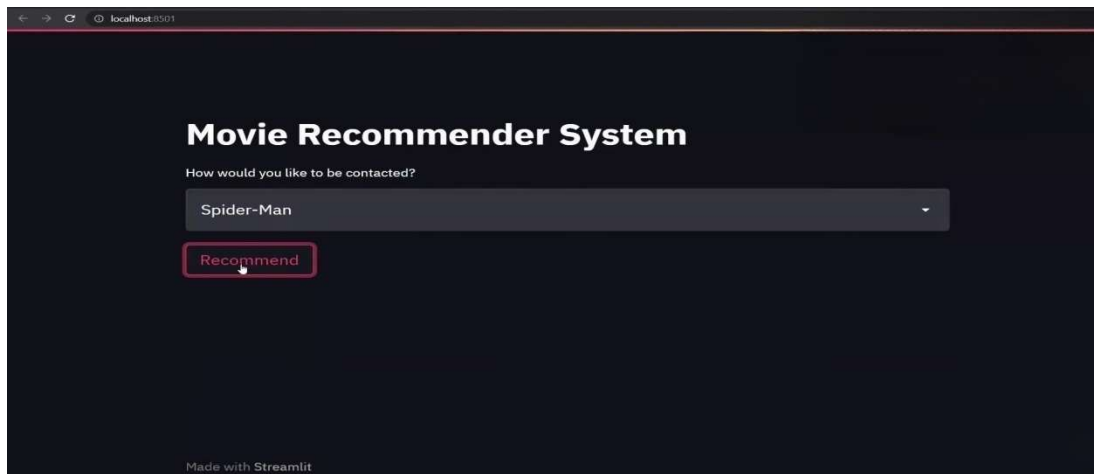 localhost:8501
Movie Recommender System
How would you like to be contacted?
Spider-Man
Recommend
Made with Streamlit